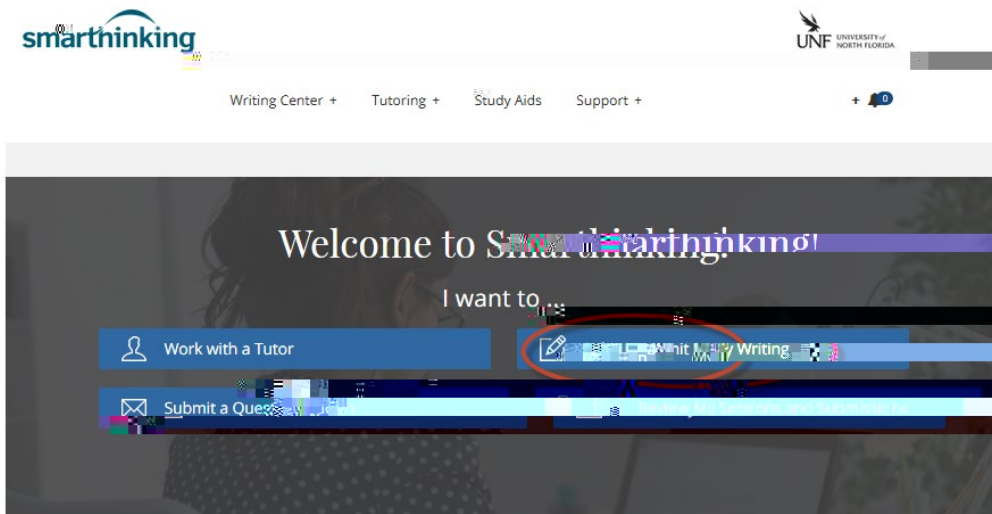 smarthinking
UNF UNIVERSITY of
NORTH FLORIDA
Writing Center + Tutoring + Study Aids Support + + 0
Welcome to
I want to ...
Work with a Tutor
My Writing
Submit a